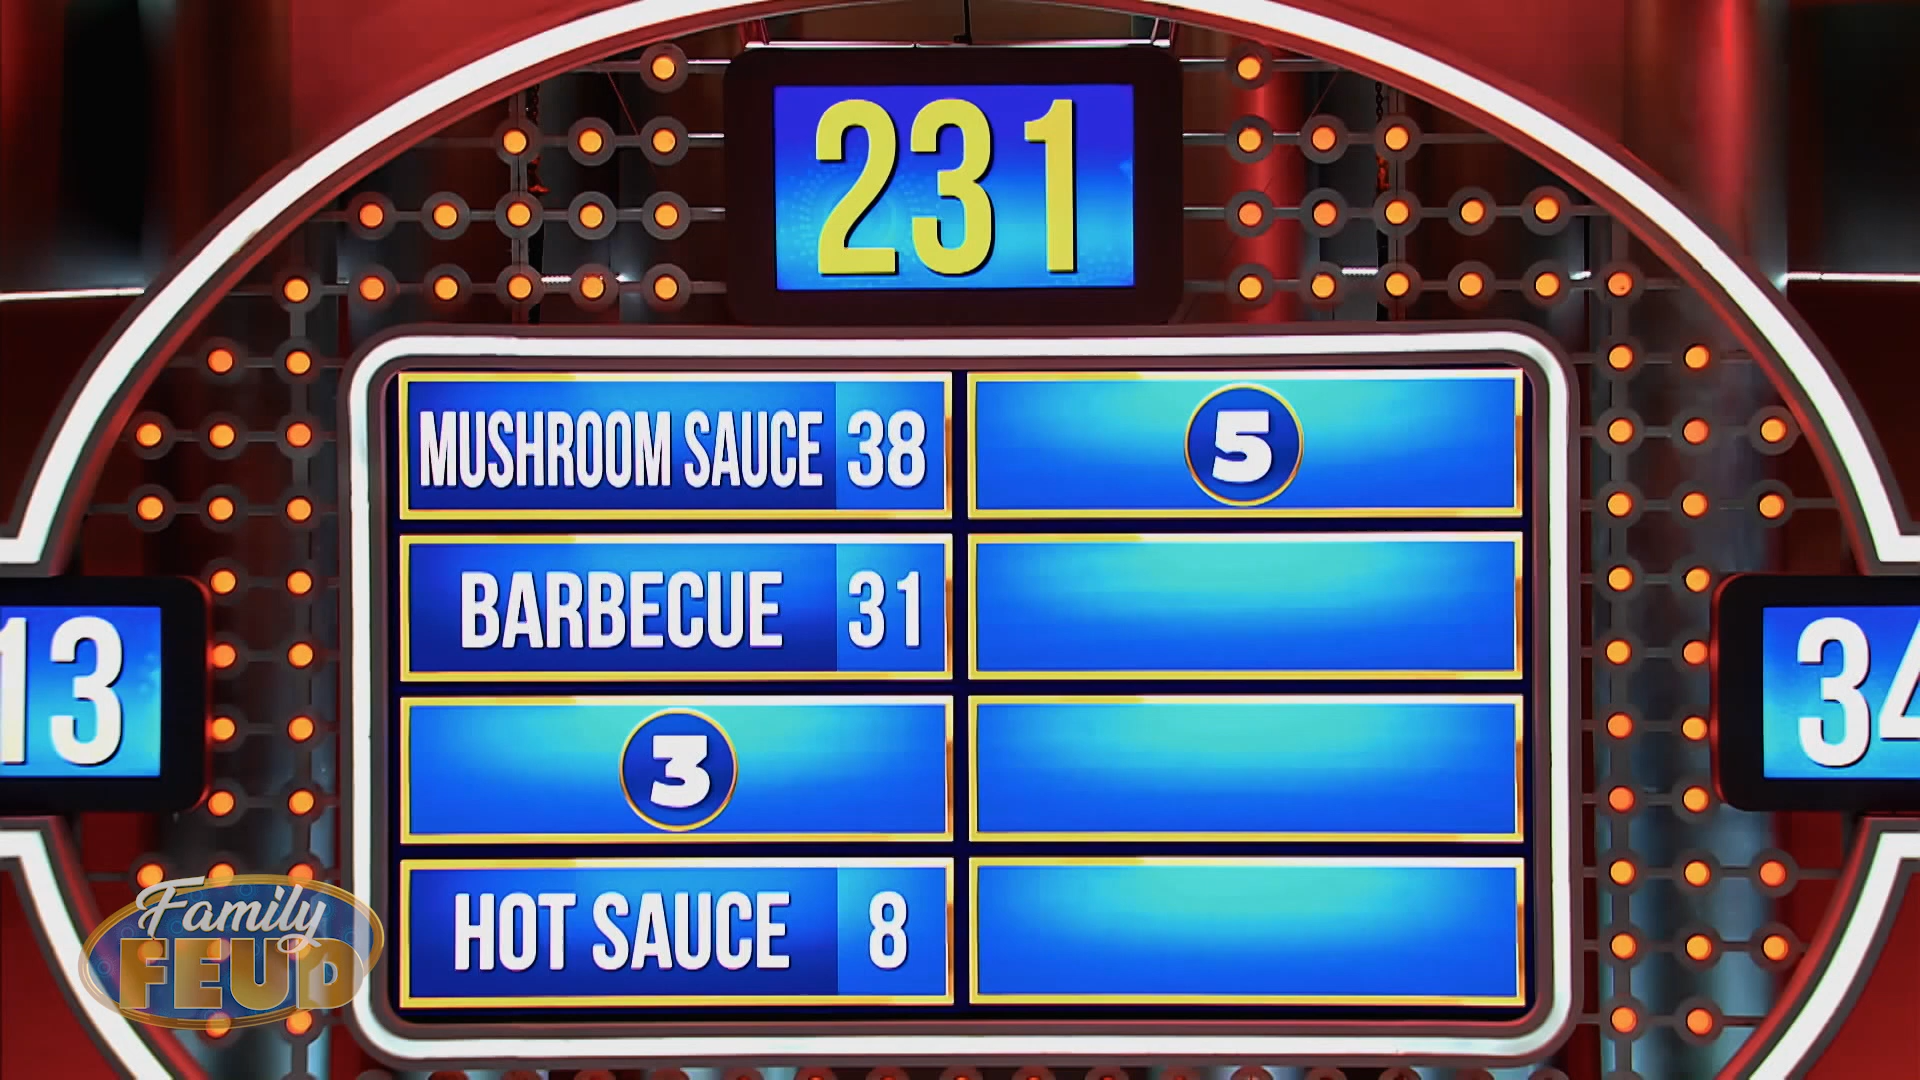 231
MUSHROOM SAUCE 38
5
BARBECUE 31
3
HOT SAUCE 8
13
34
Family
FEUD